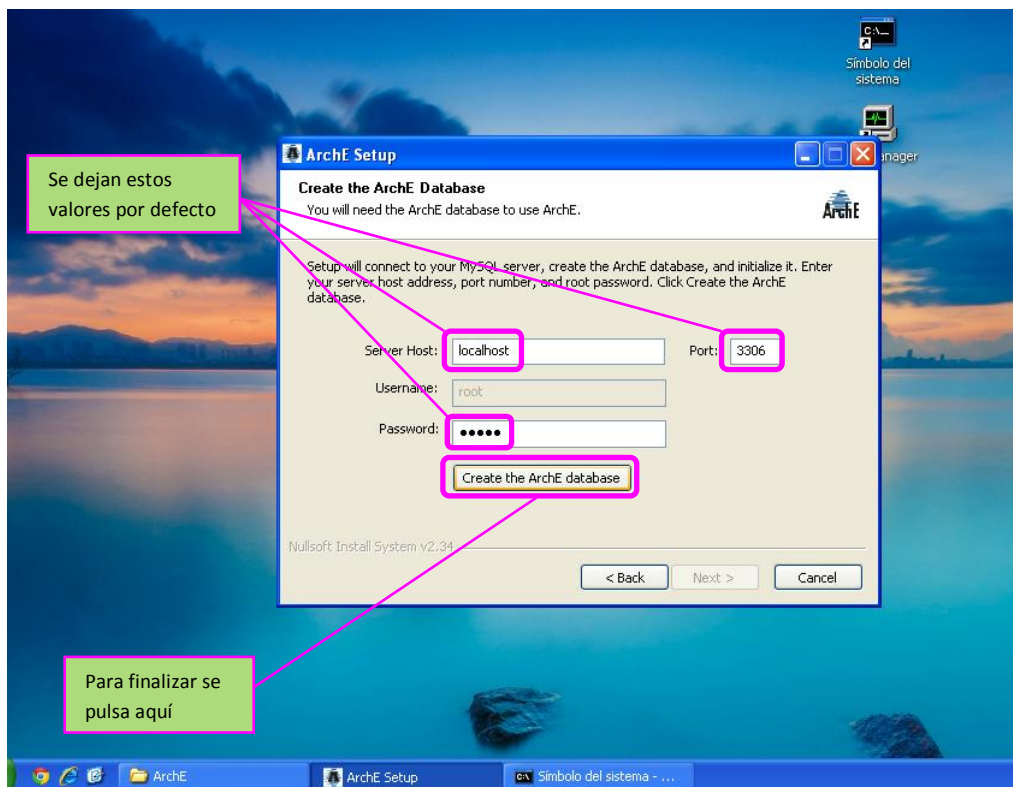 C:\_
Símbolo del
sistema
nager
ArchE Setup
Se dejan estos
valores por defecto
Create the ArchE Database
You will need the ArchE database to use ArchE.
ArchE
Setup will connect to your MySQL server, create the ArchE database, and initialize it. Enter
your server host address, port number, and root password. Click Create the ArchE
database.
Server Host: localhost Port: 3306
Username: root
Password: •••••
Create the ArchE database
Nullsoft Install System v2.34
< Back Next > Cancel
Para finalizar se
pulsa aquí
ArchE ArchE Setup Símbolo del sistema - ...